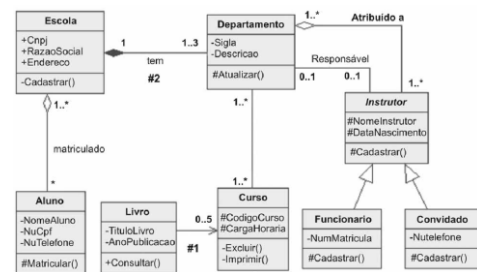 Escola
+Cnpj
+RazaoSocial
+Endereco
-Cadastrar()
1
1..3
tem
#2
Departamento
-Sigla
-Descricao
#Atualizar()
1..*
Atribuído a
Responsável
0..1
0..1
1..*
Instrutor
#NomeInstrutor
#DataNascimento
#Cadastrar()
1..*
matriculado
*
1..*
1..*
Aluno
-NomeAluno
-NuCpf
-NuTelefone
#Matricular()
Livro
-TituloLivro
-AnoPublicacao
+Consultar()
0..5
#1
Curso
#CodigoCurso
#CargaHoraria
-Excluir()
-Imprimir()
Funcionario
-NumMatricula
#Cadastrar()
Convidado
-Nutelefone
#Cadastrar()